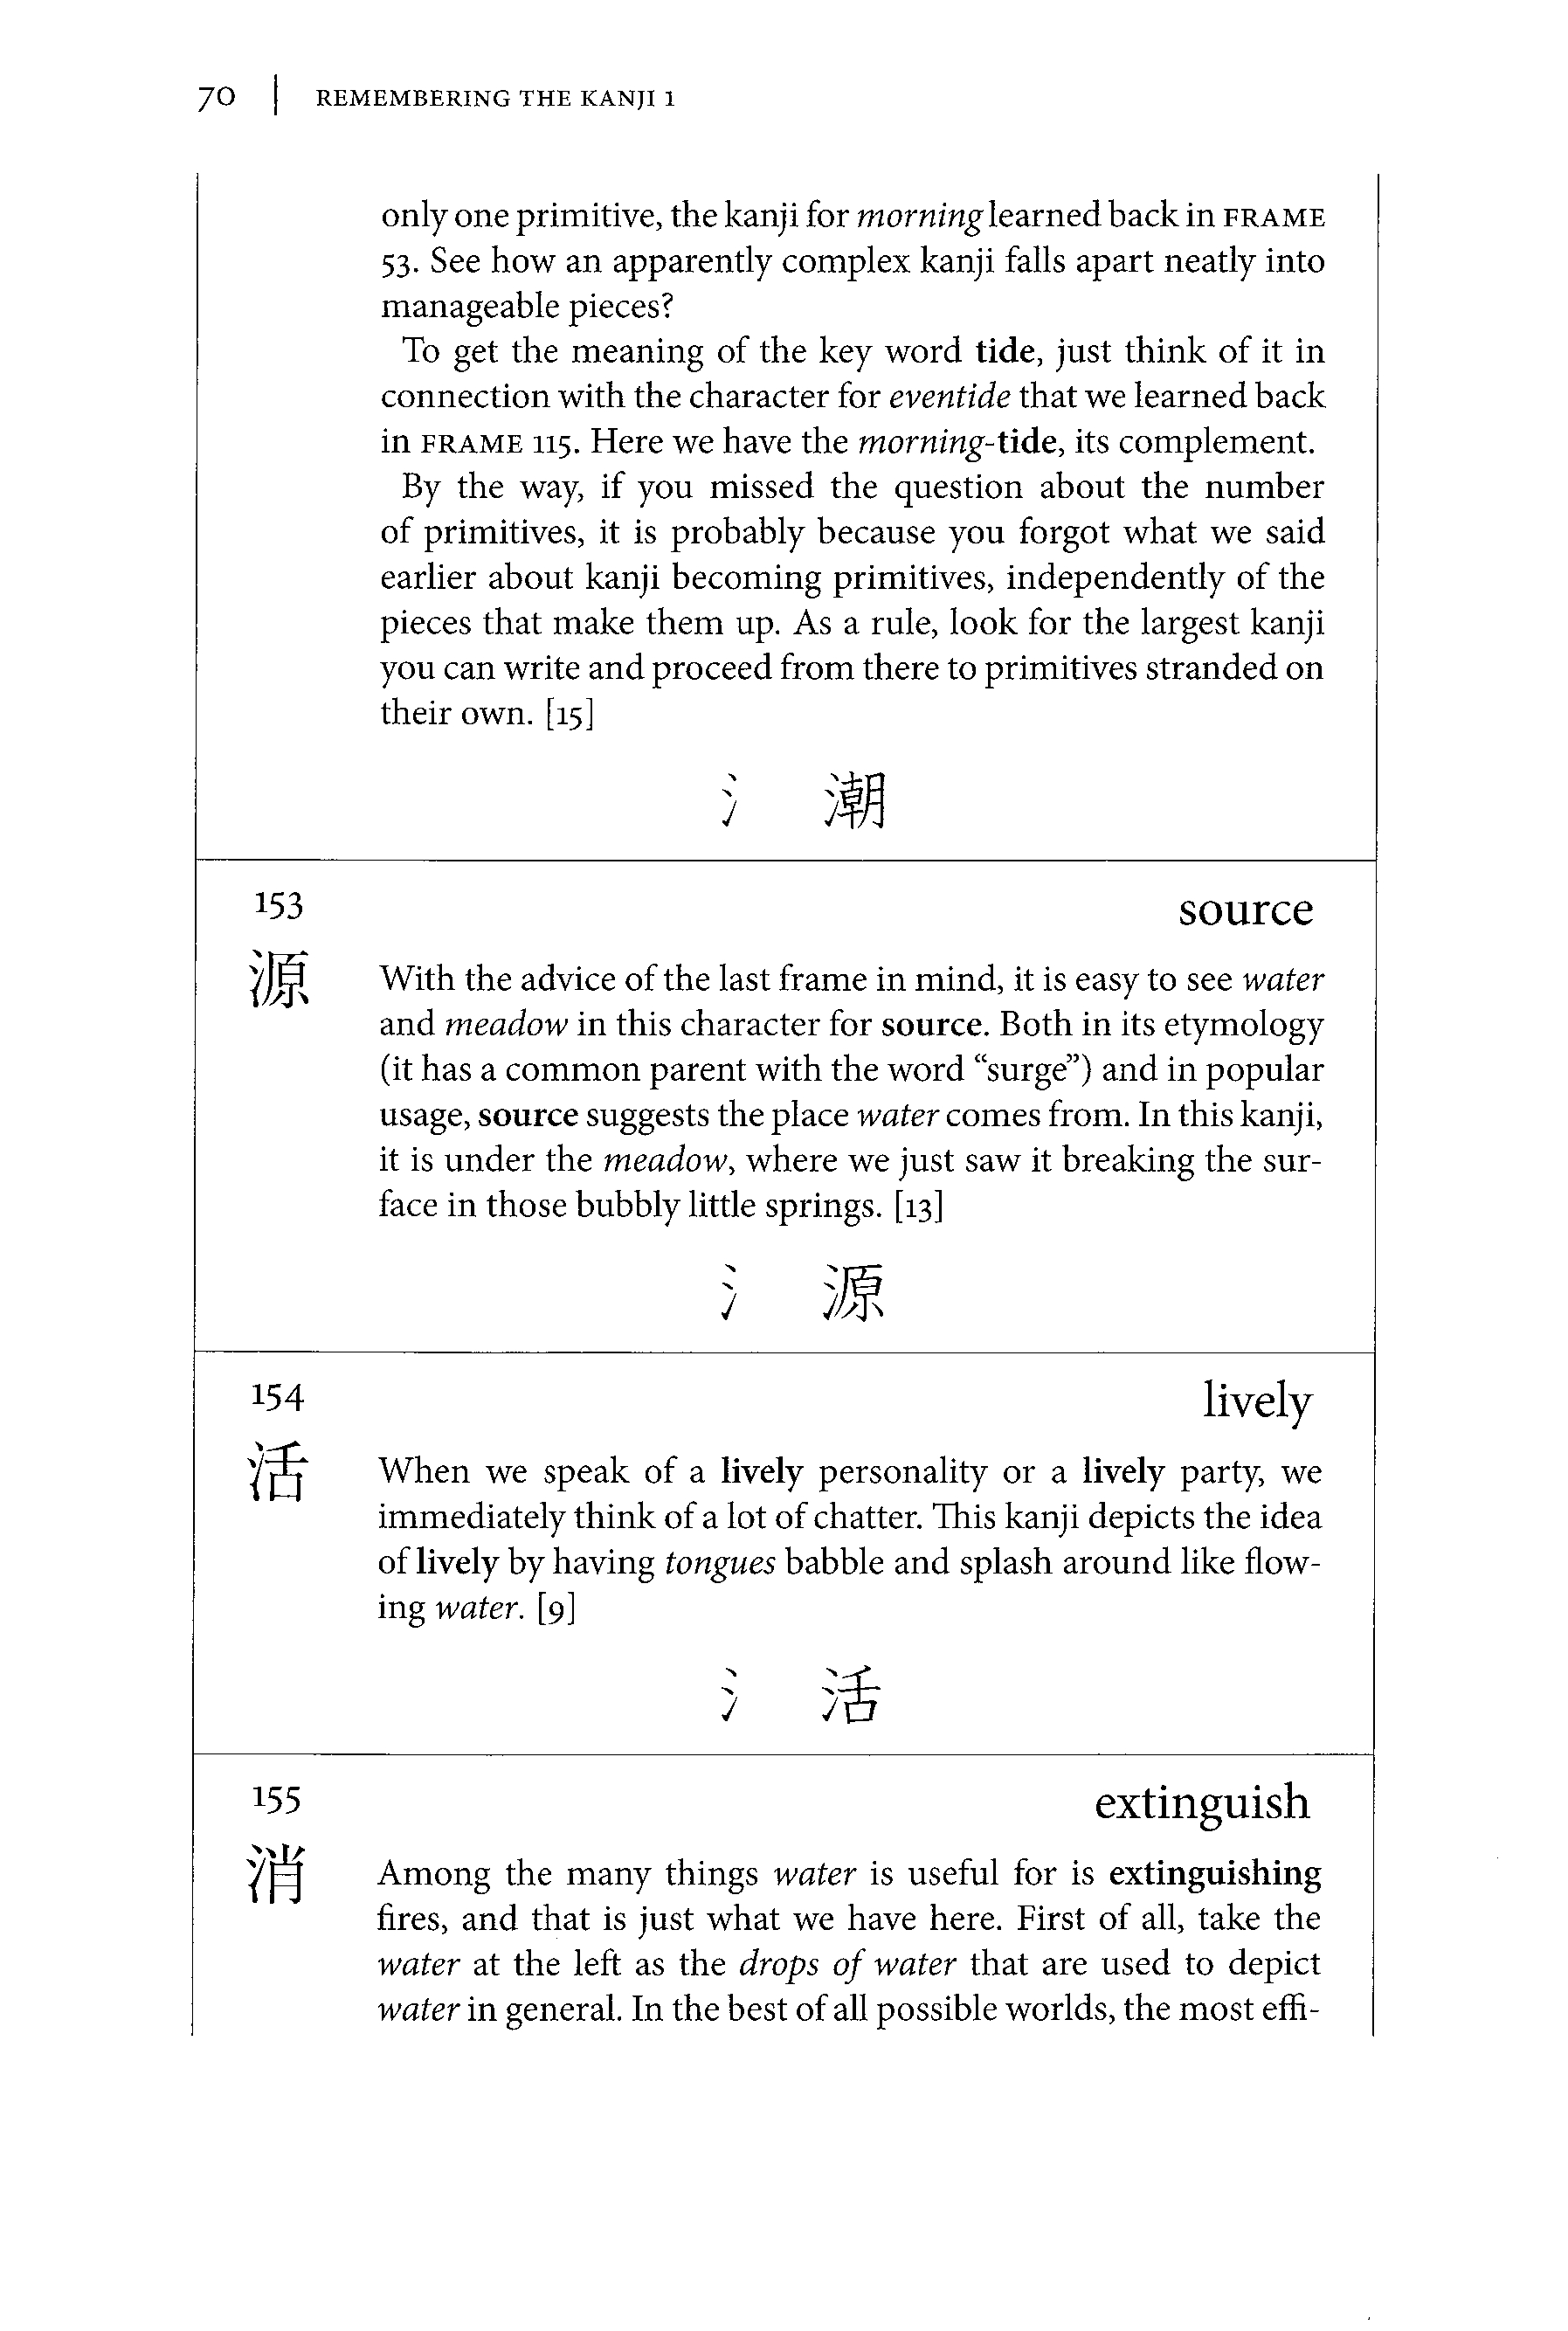 70 | REMEMBERING THE KANJI 1
only one primitive, the kanji for morning learned back in FRAME
53. See how an apparently complex kanji falls apart neatly into
manageable pieces?
To get the meaning of the key word tide, just think of it in
connection with the character for eventide that we learned back
in FRAME 115. Here we have the morning-tide, its complement.
By the way, if you missed the question about the number
of primitives, it is probably because you forgot what we said
earlier about kanji becoming primitives, independently of the
pieces that make them up. As a rule, look for the largest kanji
you can write and proceed from there to primitives stranded on
their own. [15]
氵 潮
153 source
源 With the advice of the last frame in mind, it is easy to see water
and meadow in this character for source. Both in its etymology
(it has a common parent with the word “surge”) and in popular
usage, source suggests the place water comes from. In this kanji,
it is under the meadow, where we just saw it breaking the sur-
face in those bubbly little springs. [13]
氵 源
154 lively
活 When we speak of a lively personality or a lively party, we
immediately think of a lot of chatter. This kanji depicts the idea
of lively by having tongues babble and splash around like flow-
ing water. [9]
氵 活
155 extinguish
消 Among the many things water is useful for is extinguishing
fires, and that is just what we have here. First of all, take the
water at the left as the drops of water that are used to depict
water in general. In the best of all possible worlds, the most effi-